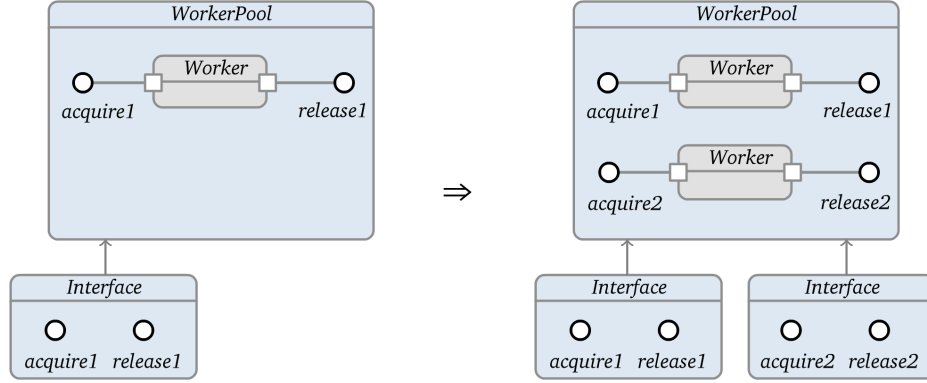 WorkerPool
Worker
acquire1
release1
Interface
acquire1 release1
⇒
WorkerPool
Worker
acquire1
release1
Worker
acquire2
release2
Interface
acquire1 release1
Interface
acquire2 release2